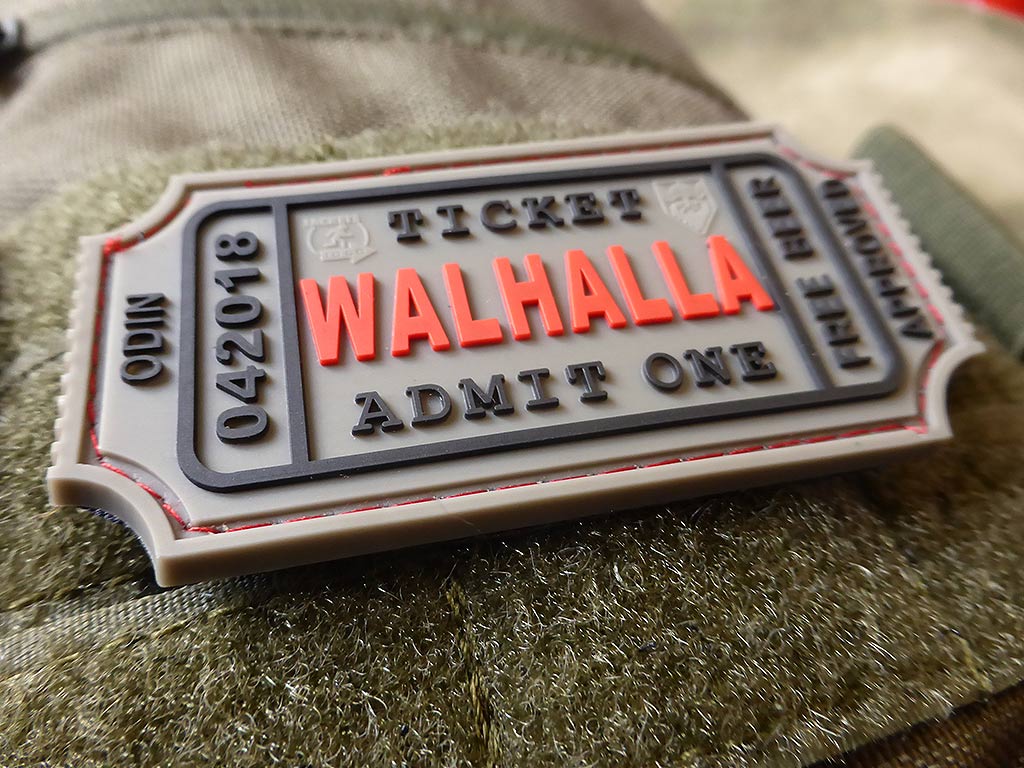 ODIN
042018
TICKET
WALHALLA
ADMIT ONE
FREE BEER
APPROVED